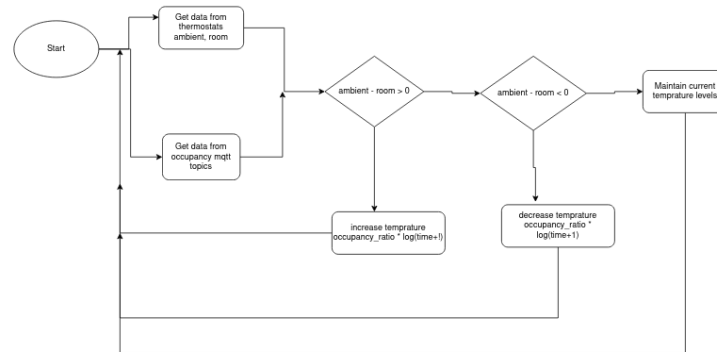 Start
Get data from
thermostats
ambient, room
Get data from
occupancy mqtt
topics
ambient - room > 0
ambient - room < 0
Maintain current
temprature levels
increase temprature
occupancy_ratio * log(time+!)
decrease temprature
occupancy_ratio *
log(time+1)